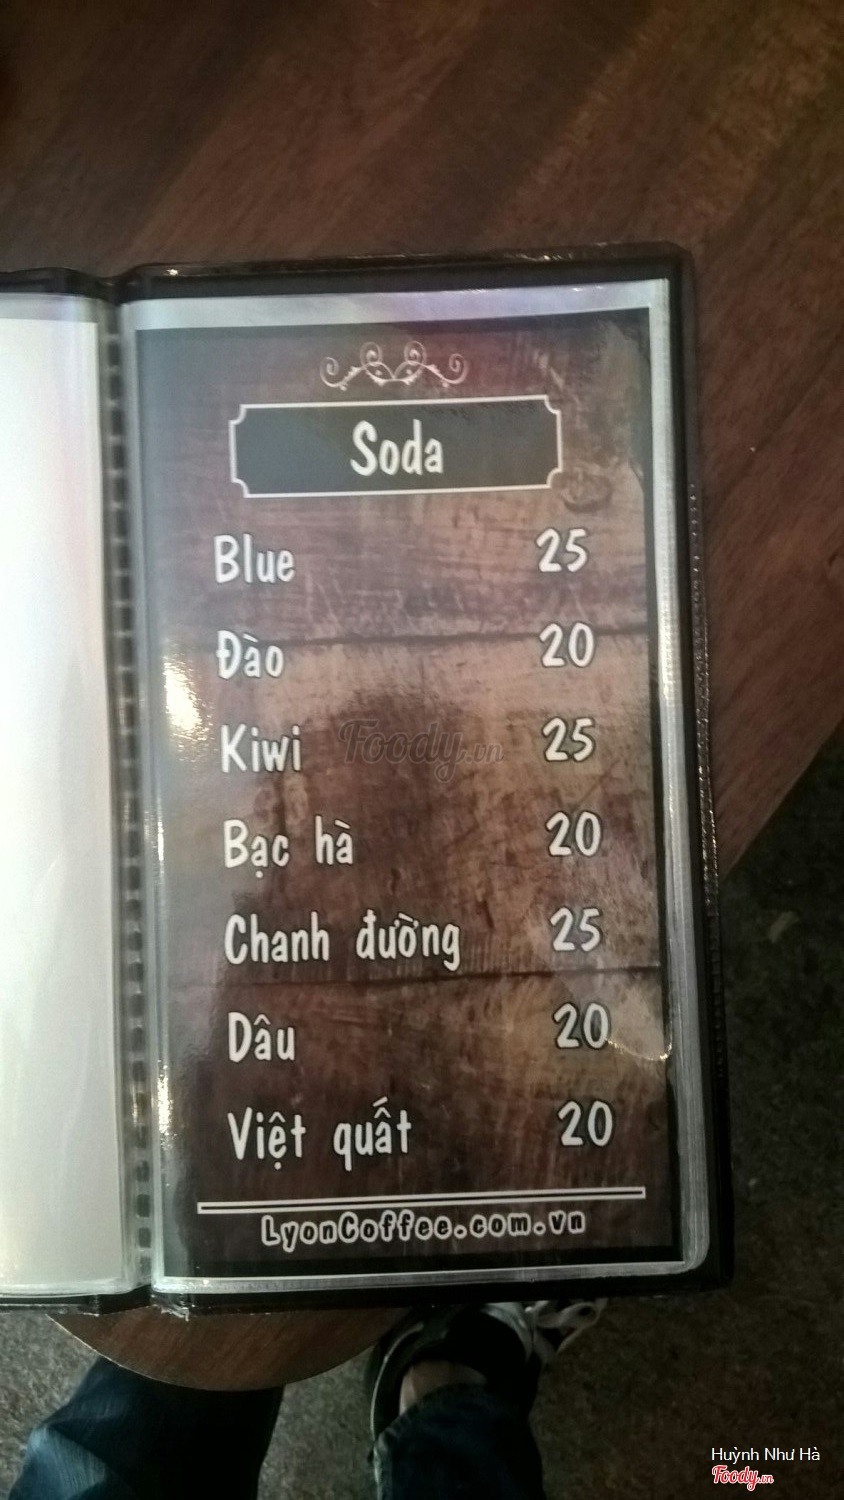 Soda
Blue 25
Đào 20
Kiwi 25
Foody.vn
Bạc hà 20
Chanh đường 25
Dâu 20
Việt quất 20
LyonCoffee.com.vn
Huỳnh Như Hà
Foody.vn